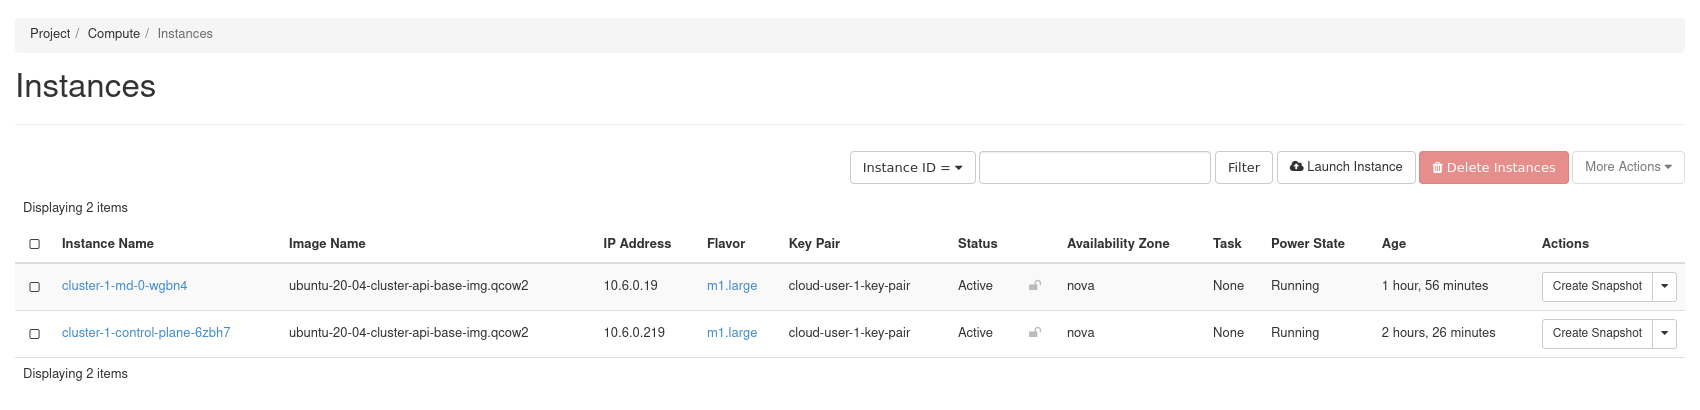 Project / Compute / Instances
Instances
Instance ID = Filter Launch Instance Delete Instances More Actions
Displaying 2 items
Instance Name Image Name IP Address Flavor Key Pair Status Availability Zone Task Power State Age Actions
cluster-1-md-0-wgbn4 ubuntu-20-04-cluster-api-base-img.qcow2 10.6.0.19 m1.large cloud-user-1-key-pair Active nova None Running 1 hour, 56 minutes Create Snapshot
cluster-1-control-plane-6zbh7 ubuntu-20-04-cluster-api-base-img.qcow2 10.6.0.219 m1.large cloud-user-1-key-pair Active nova None Running 2 hours, 26 minutes Create Snapshot
Displaying 2 items